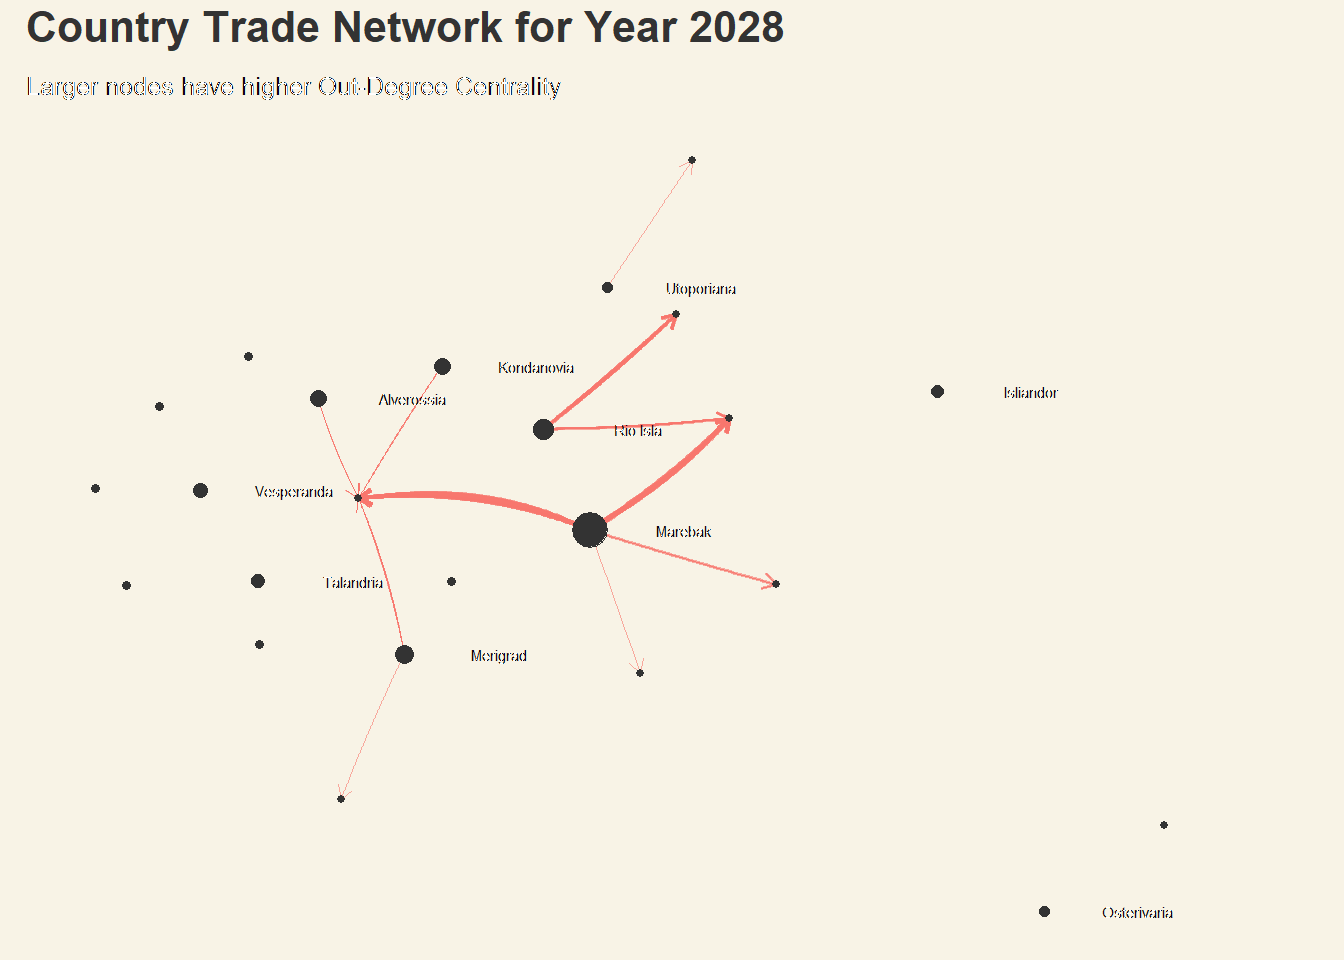 Country Trade Network for Year 2028
Larger nodes have higher Out-Degree Centrality
Utoporiana
Kondanovia
Alverossia
Isliandor
Rio Isla
Vesperanda
Marebak
Talandria
Merigrad
Osterivaria